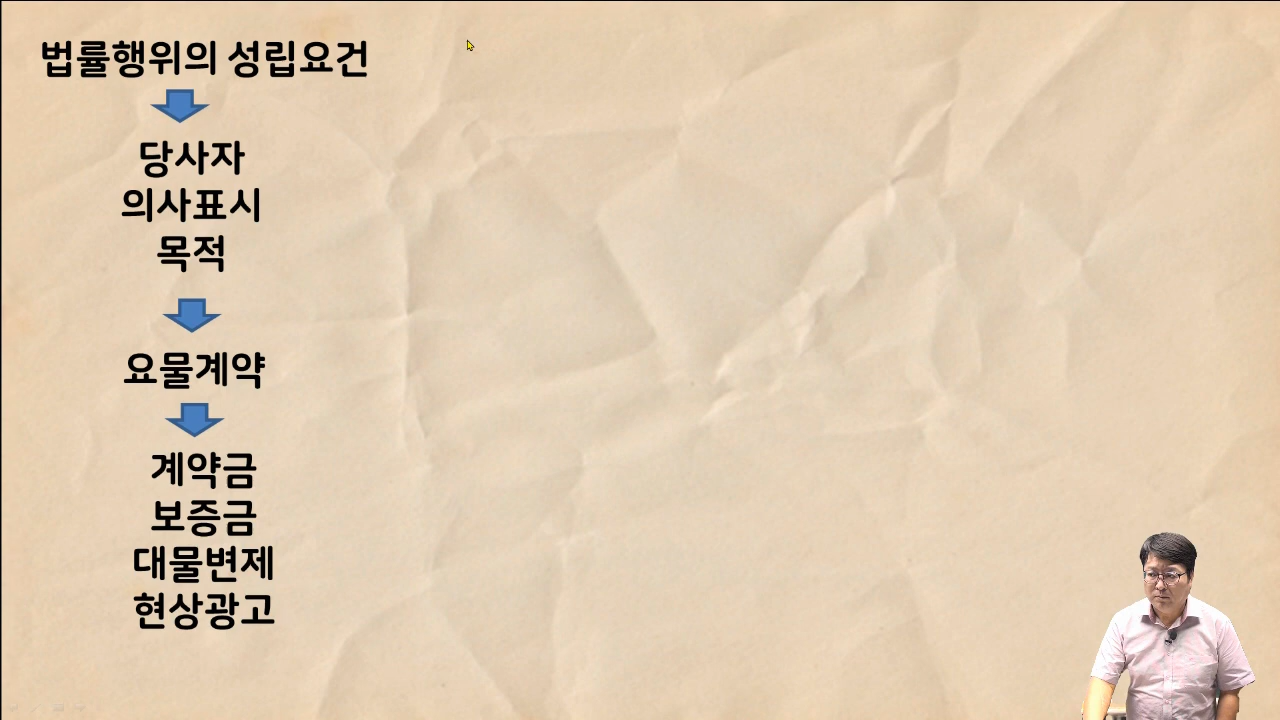 법률행위의 성립요건
당사자
의사표시
목적
요물계약
계약금
보증금
대물변제
현상광고